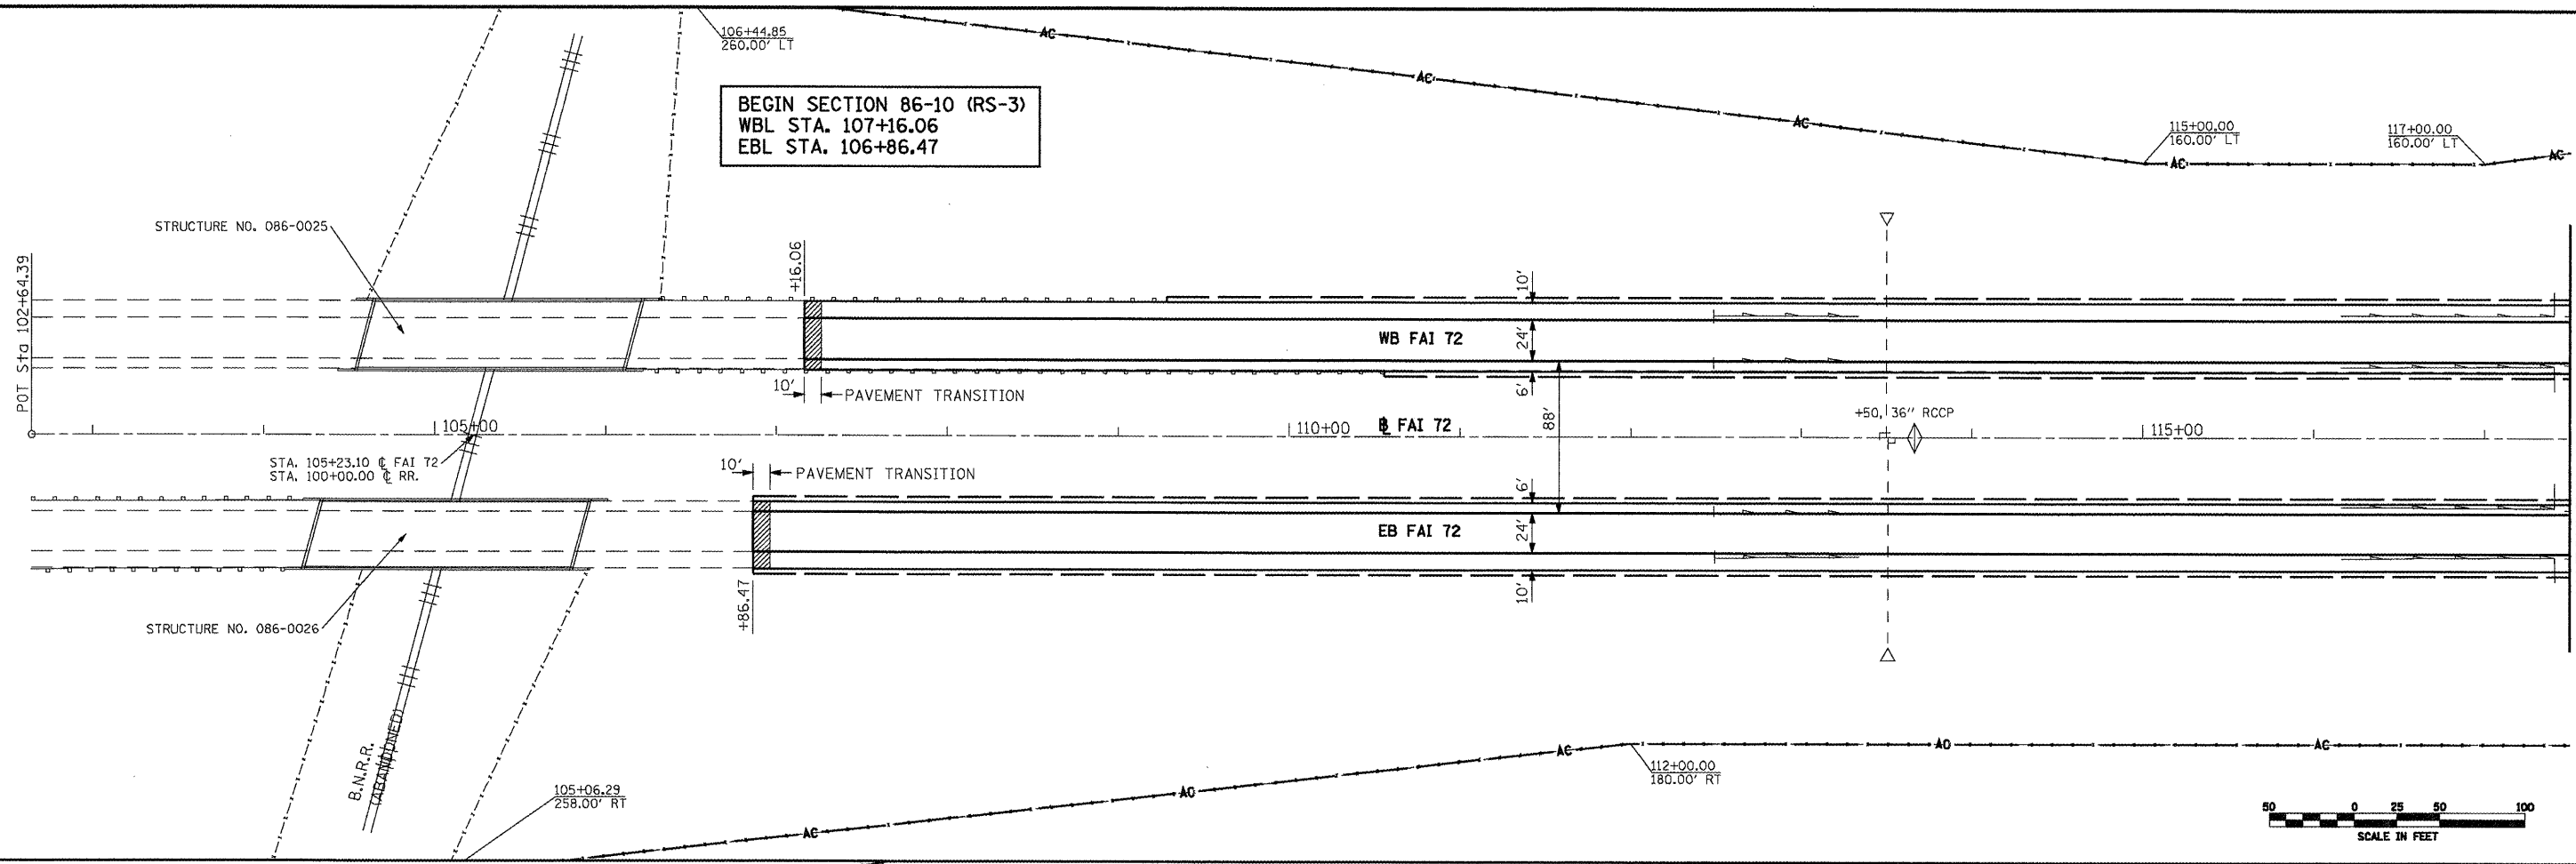 106+44.85
260.00' LT
AC
AC
AC
BEGIN SECTION 86-10 (RS-3)
WBL STA. 107+16.06
EBL STA. 106+86.47
115+00.00
160.00' LT
117+00.00
160.00' LT
AC
AC
STRUCTURE NO. 086-0025
POT Sta 102+64.39
+16.06
10'
WB FAI 72
24'
10'
PAVEMENT TRANSITION
6'
88'
+50, 36" RCCP
105+00
110+00
℄ FAI 72
115+00
STA. 105+23.10 ℄ FAI 72
STA. 100+00.00 ℄ RR.
10'
PAVEMENT TRANSITION
6'
EB FAI 72
24'
10'
+86.47
STRUCTURE NO. 086-0026
B.N.R.R.
(ABANDONED)
105+06.29
258.00' RT
AC
AC
AC
112+00.00
180.00' RT
AC
AC
50 0 25 50 100
SCALE IN FEET